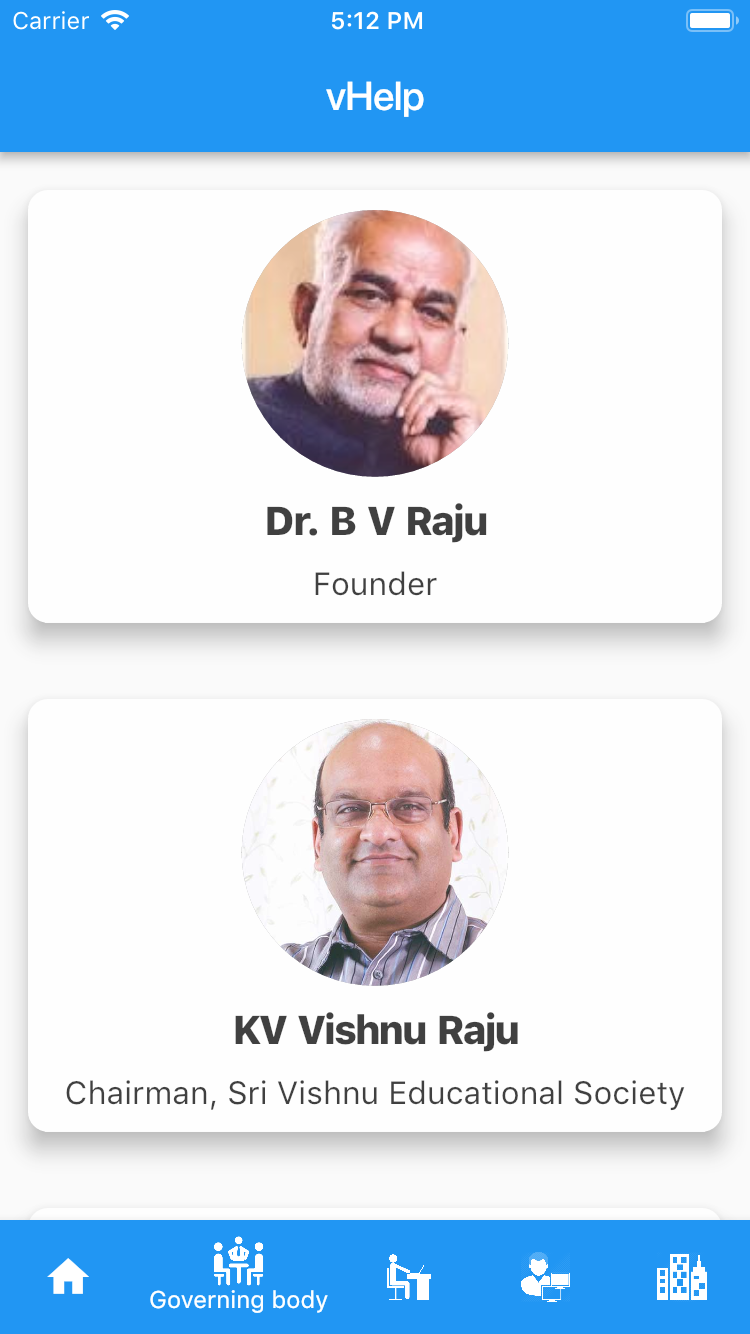 Carrier 5:12 PM
vHelp
Dr. B V Raju
Founder
KV Vishnu Raju
Chairman, Sri Vishnu Educational Society
Governing body